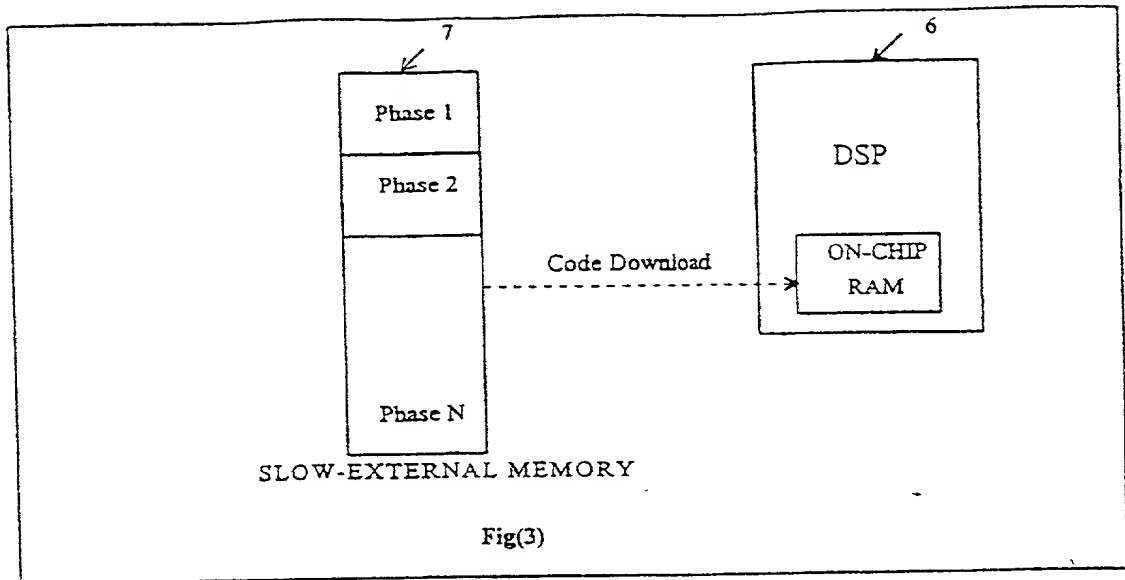 7
6
Phase 1
DSP
Phase 2
Code Download
ON-CHIP
RAM
Phase N
SLOW-EXTERNAL MEMORY
Fig(3)